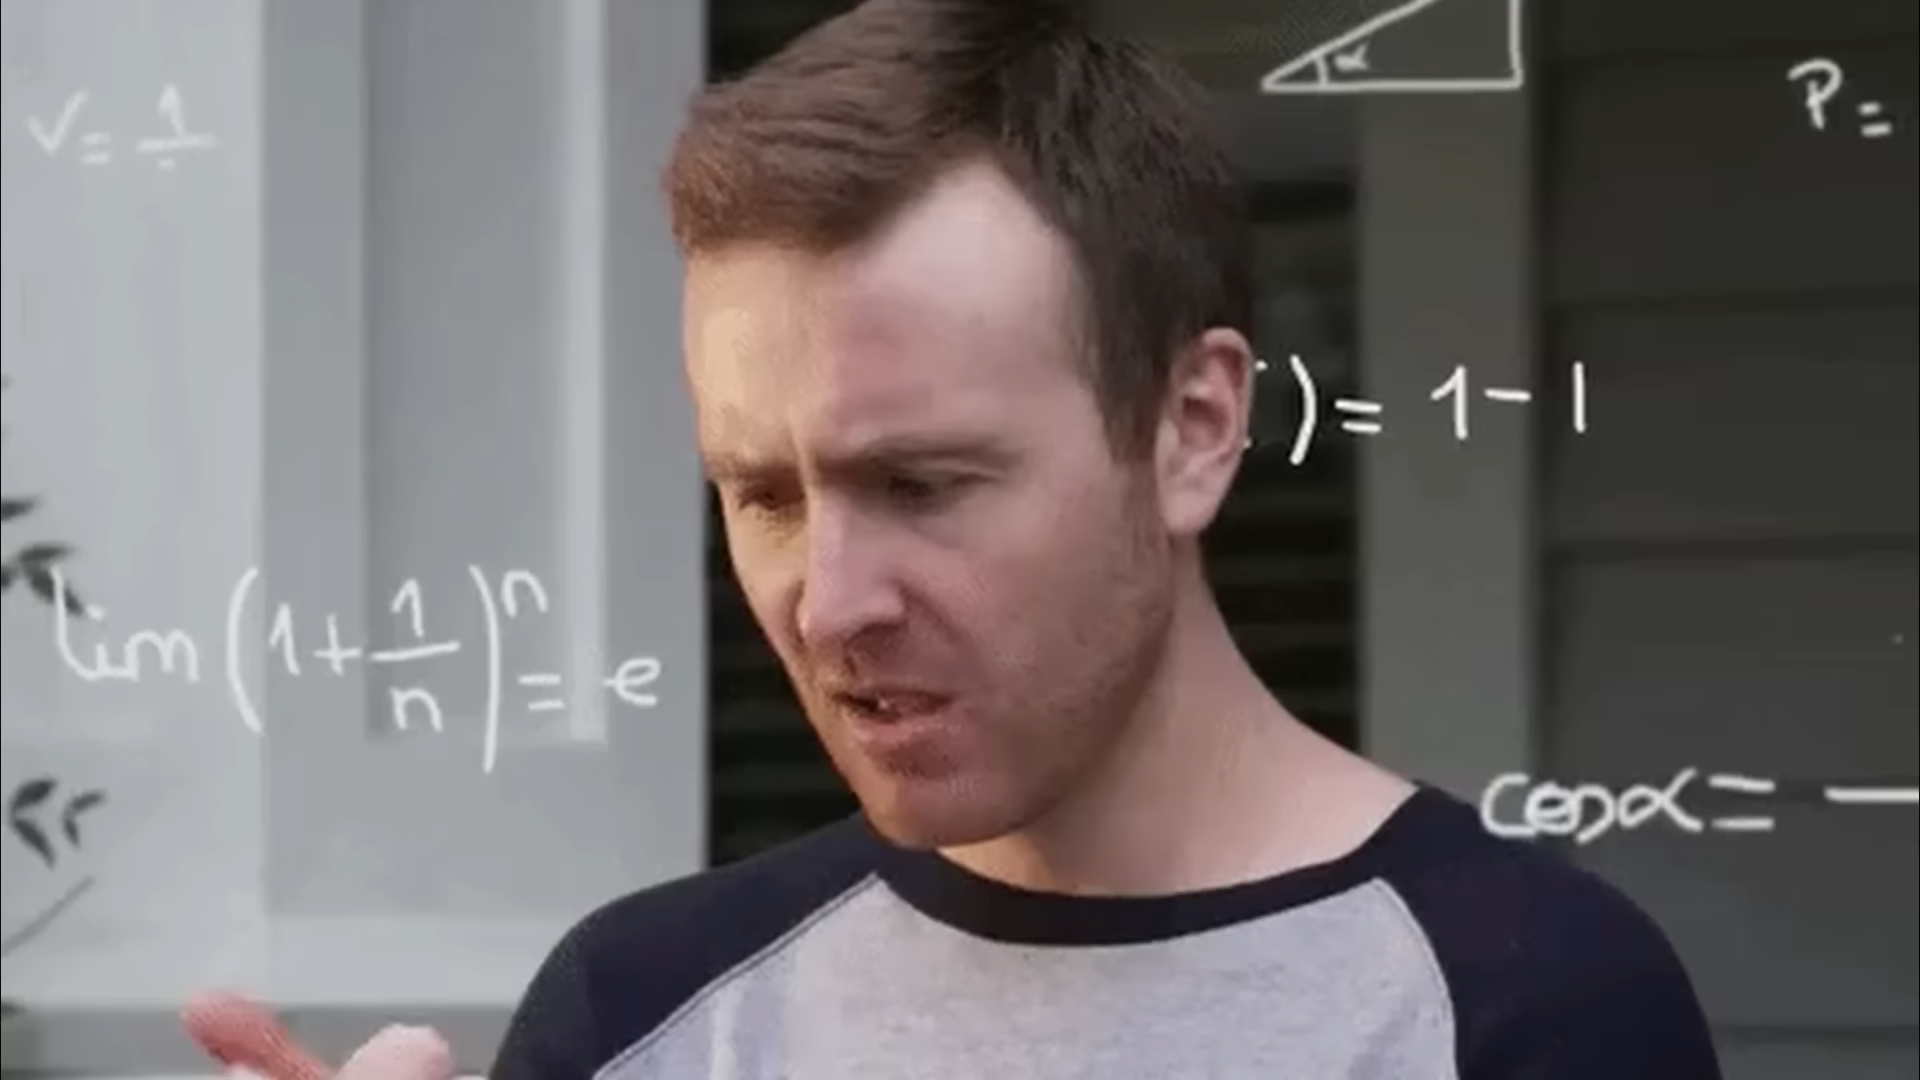 α
V = 1
P =
) = 1 - 1
lim (1 + 1/n)^n = e
cos α =